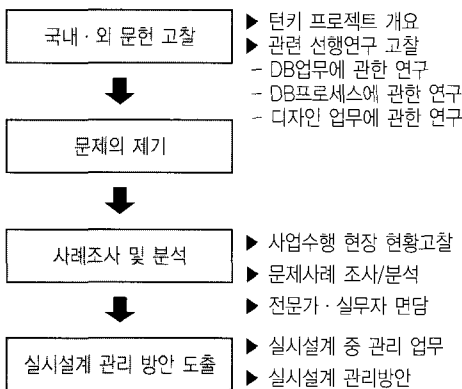 국내 · 외 문헌 고찰
▶ 턴키 프로젝트 개요
▶ 관련 선행연구 고찰
- DB업무에 관한 연구
- DB프로세스에 관한 연구
- 디자인 업무에 관한 연구
문제의 제기
사례조사 및 분석
▶ 사업수행 현장 현황고찰
▶ 문제사례 조사/분석
▶ 전문가 · 실무자 면담
실시설계 관리 방안 도출
▶ 실시설계 중 관리 업무
▶ 실시설계 관리방안